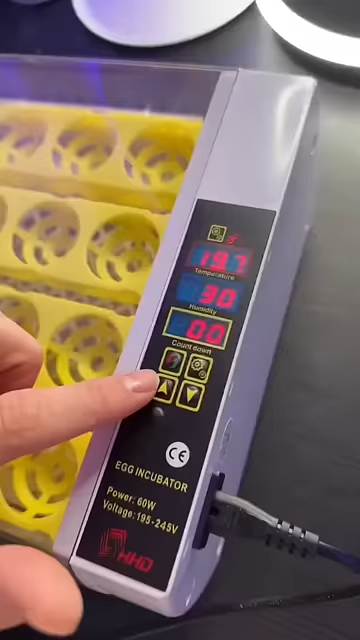 19.7
Temperature
30
Humidity
00
Count down
CE
EGG INCUBATOR
Power: 60W
Voltage: 195-245V
HHD